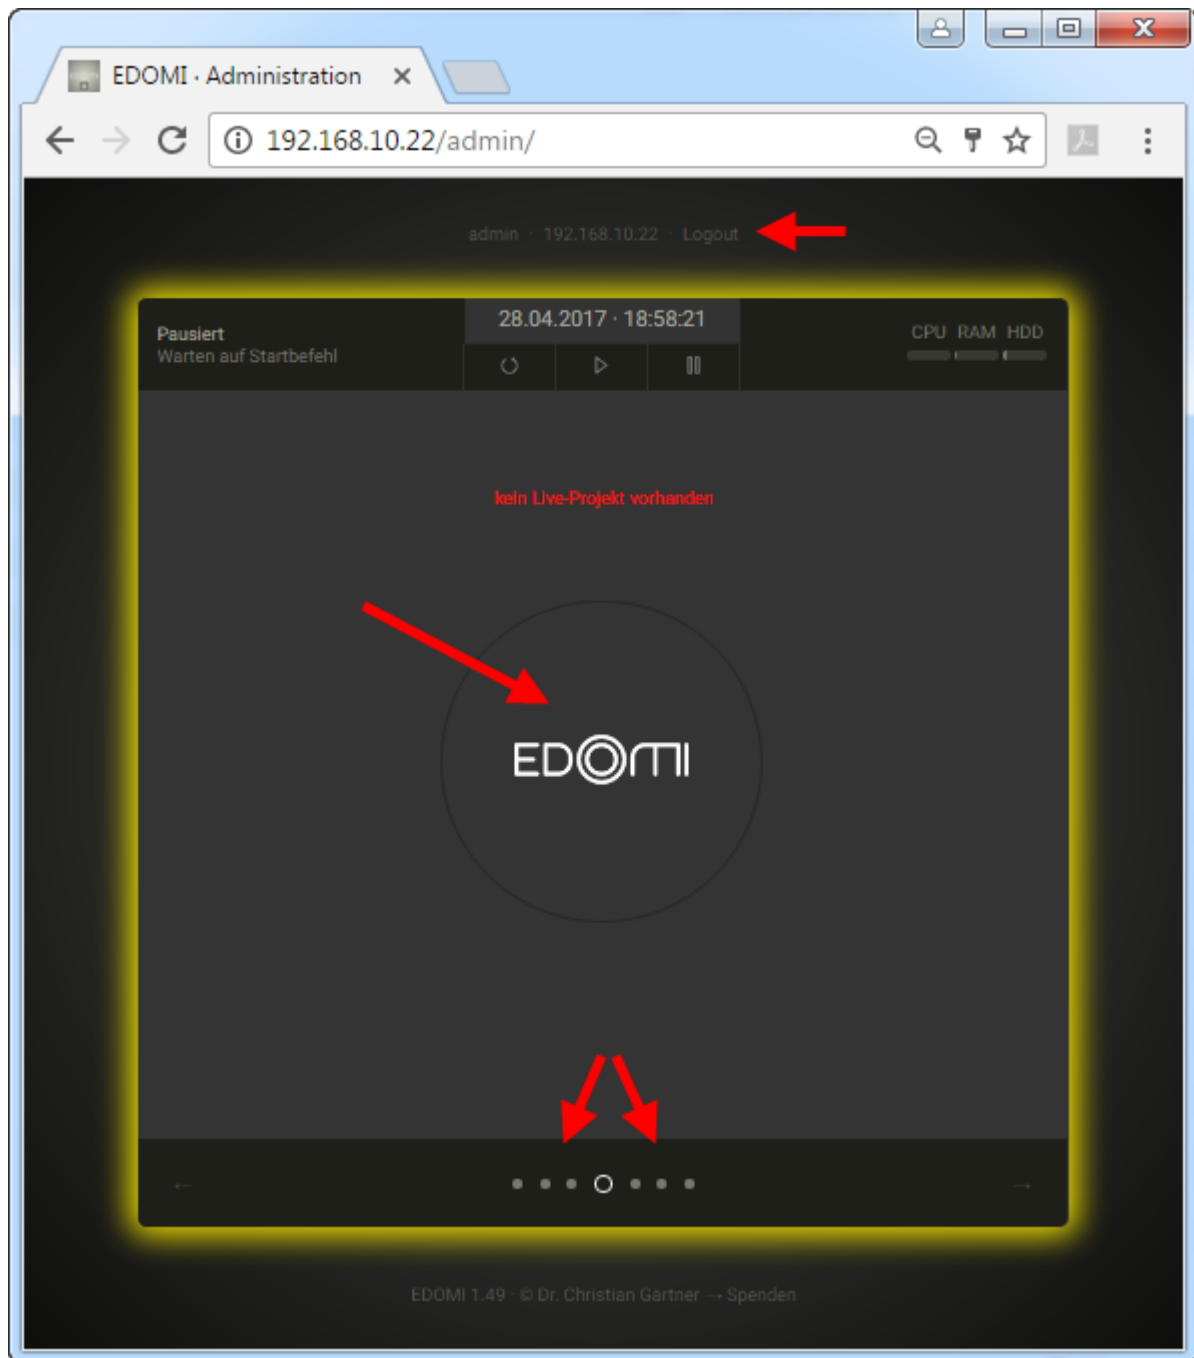 EDOMI · Administration
192.168.10.22/admin/
admin · 192.168.10.22 · Logout
28.04.2017 · 18:58:21
Pausiert
Warten auf Startbefehl
CPU RAM HDD
kein Live-Projekt vorhanden
EDOMI
EDOMI 1.49 · © Dr. Christian Gärtner → Spenden